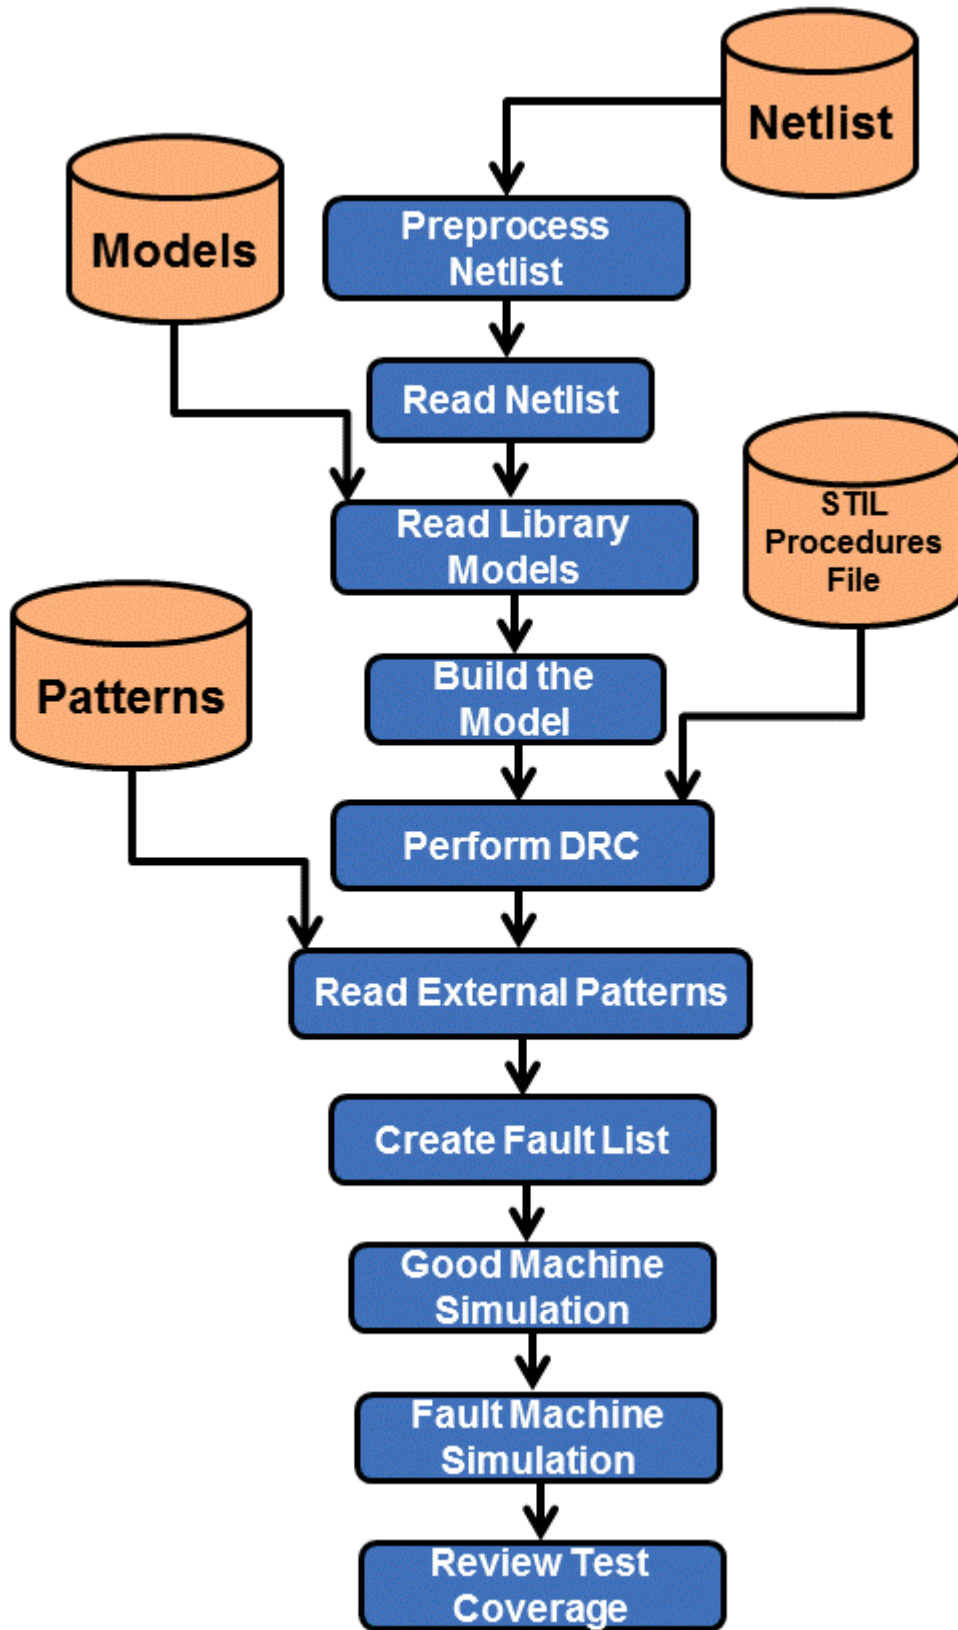 Netlist
Models
Preprocess
Netlist
Read Netlist
STIL
Procedures
File
Read Library
Models
Patterns
Build the
Model
Perform DRC
Read External Patterns
Create Fault List
Good Machine
Simulation
Fault Machine
Simulation
Review Test
Coverage